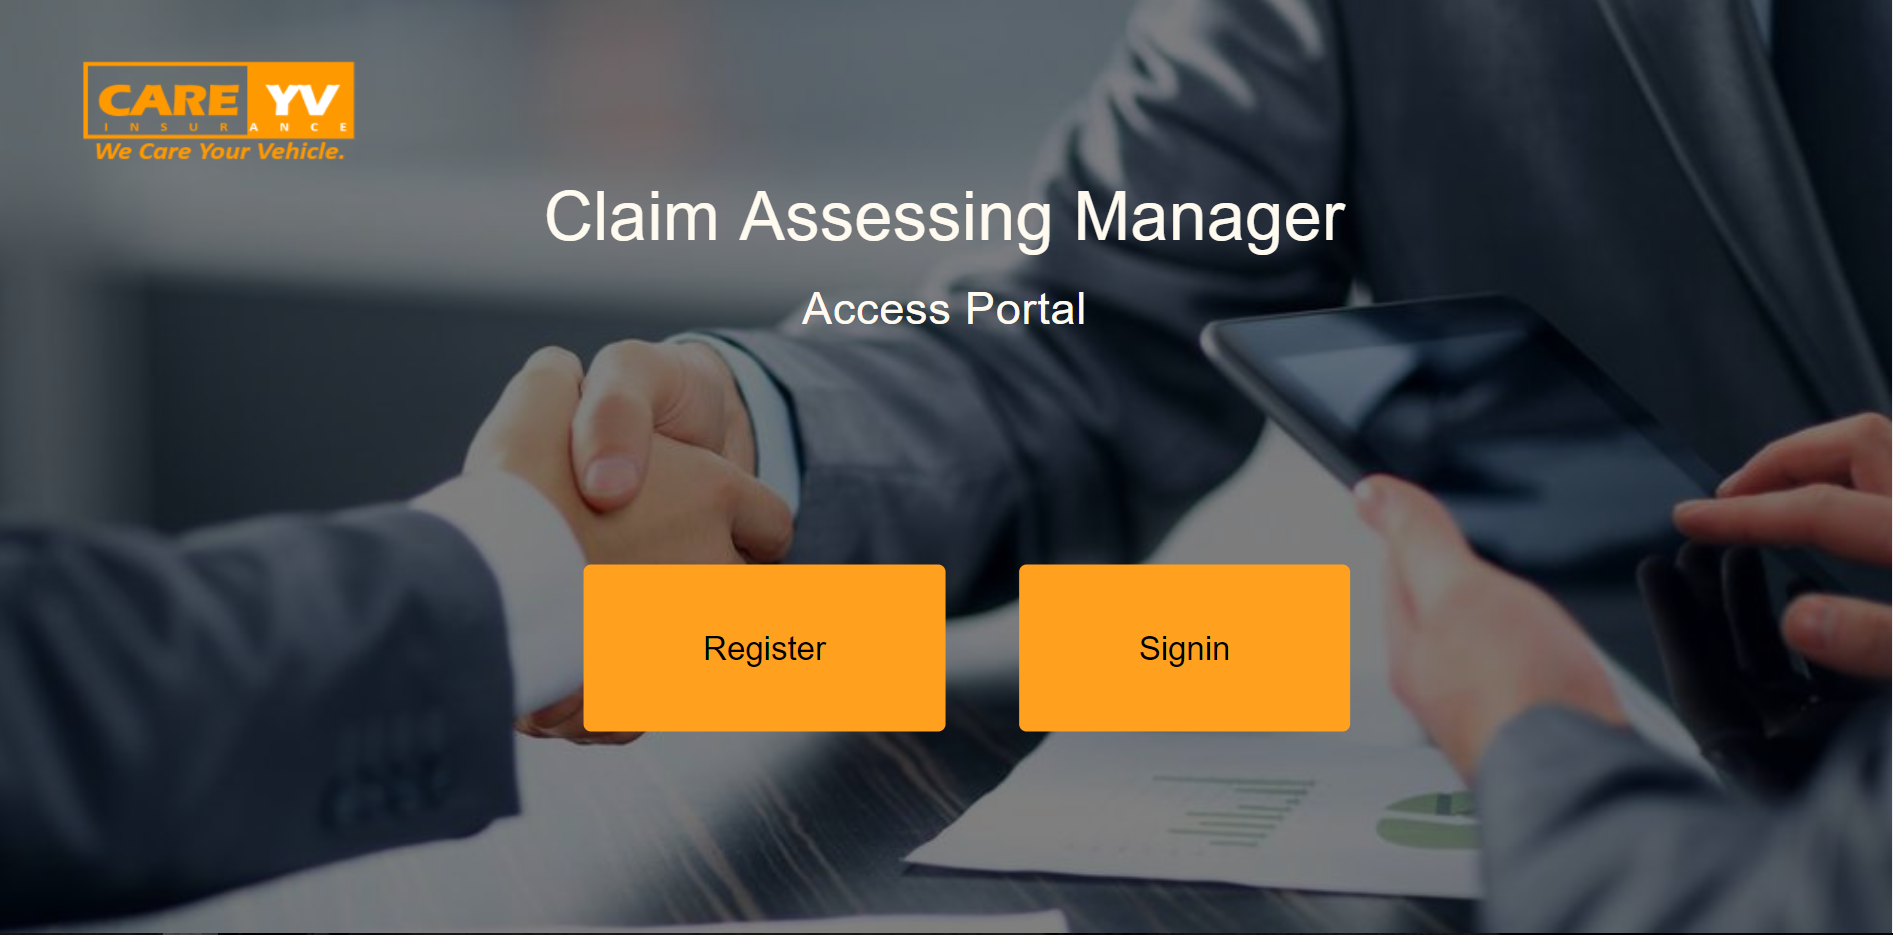 CARE YV
INSURANCE
We Care Your Vehicle.
Claim Assessing Manager
Access Portal
Register
Signin